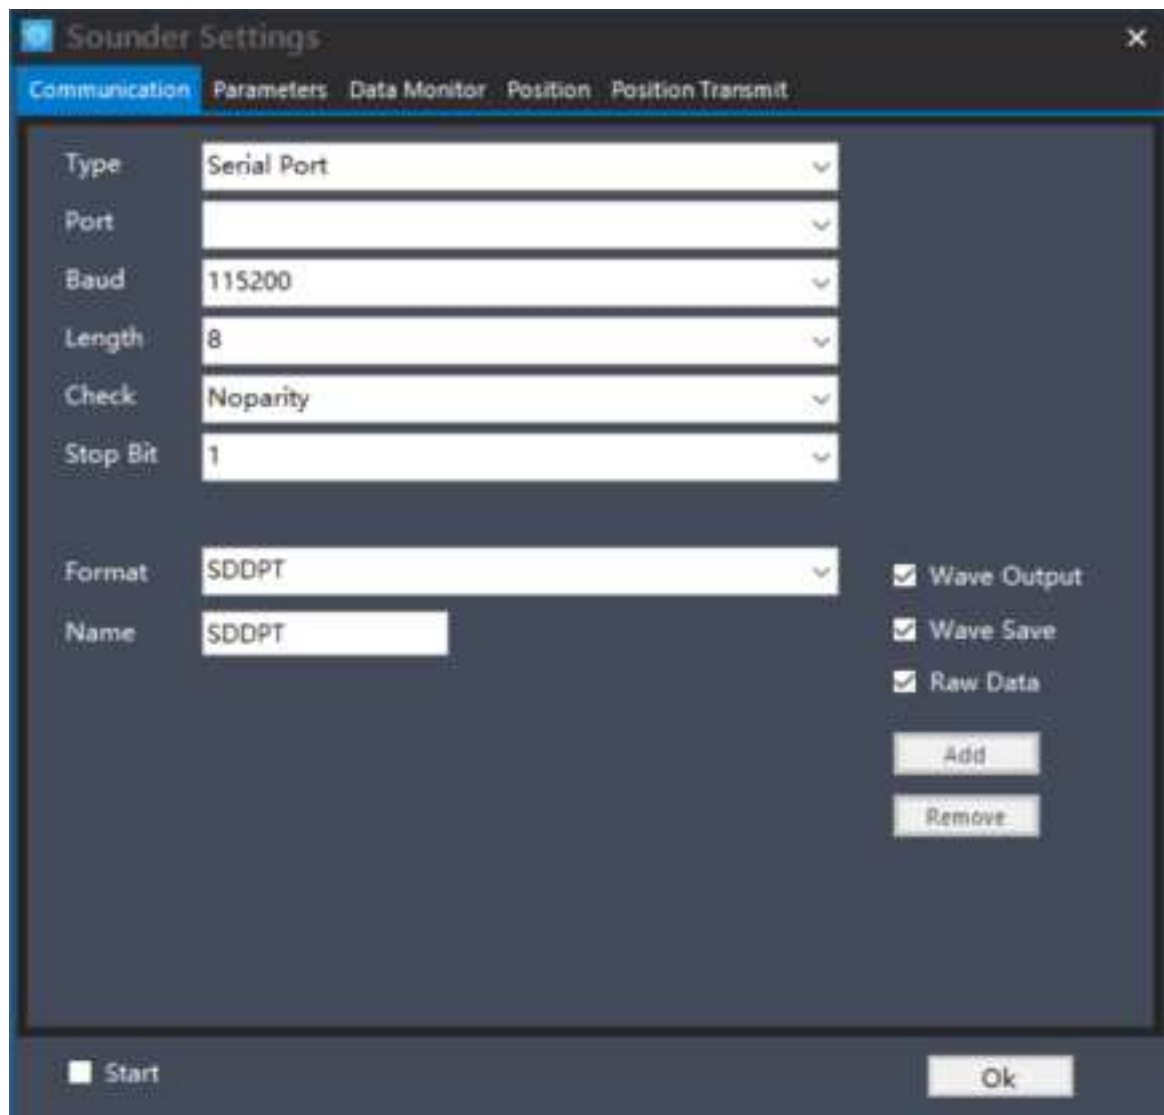 Sounder Settings
Communication Parameters Data Monitor Position Position Transmit
Type Serial Port
Port
Baud 115200
Length 8
Check Noparity
Stop Bit 1
Format SDDPT
Wave Output
Name SDDPT
Wave Save
Raw Data
Add
Remove
Start
Ok